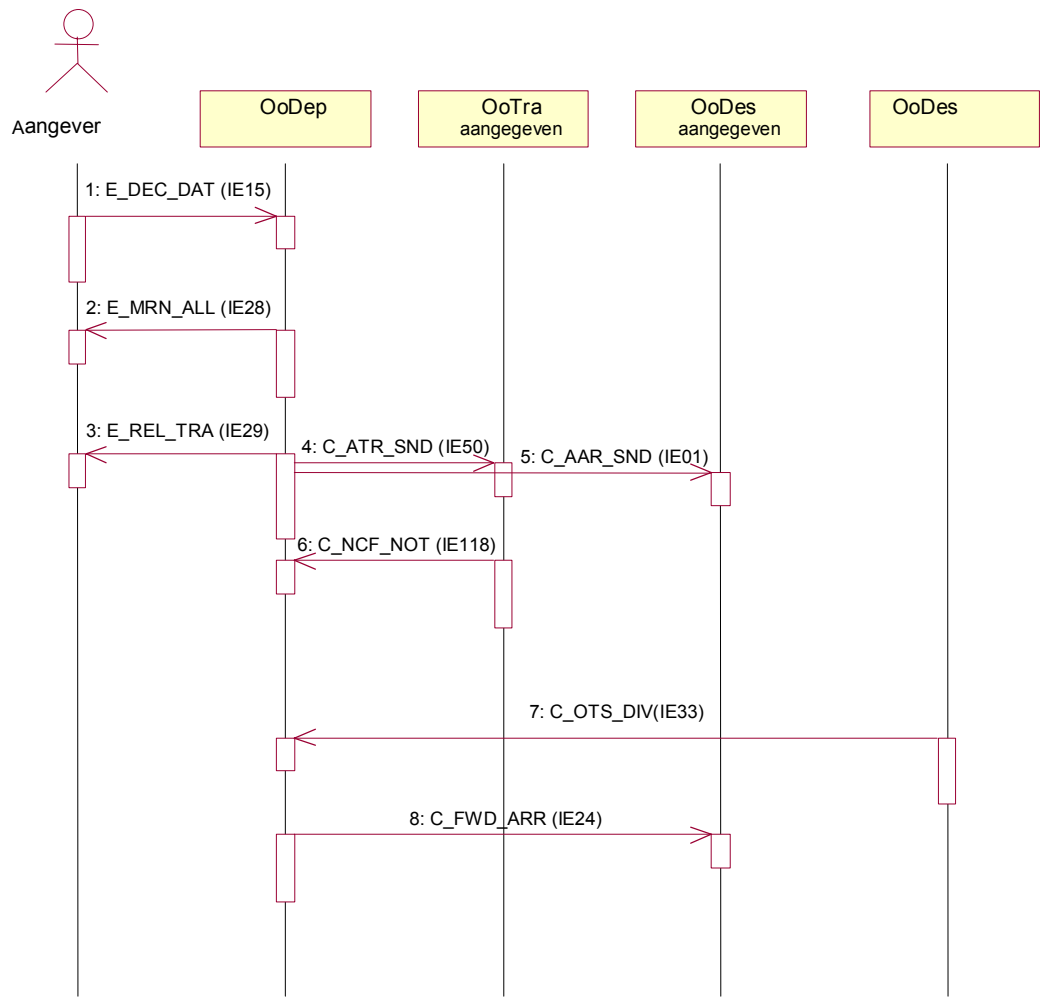 Aangever
OoDep
OoTra
aangegeven
OoDes
aangegeven
OoDes
1: E_DEC_DAT (IE15)
2: E_MRN_ALL (IE28)
3: E_REL_TRA (IE29)
4: C_ATR_SND (IE50)
5: C_AAR_SND (IE01)
6: C_NCF_NOT (IE118)
7: C_OTS_DIV(IE33)
8: C_FWD_ARR (IE24)